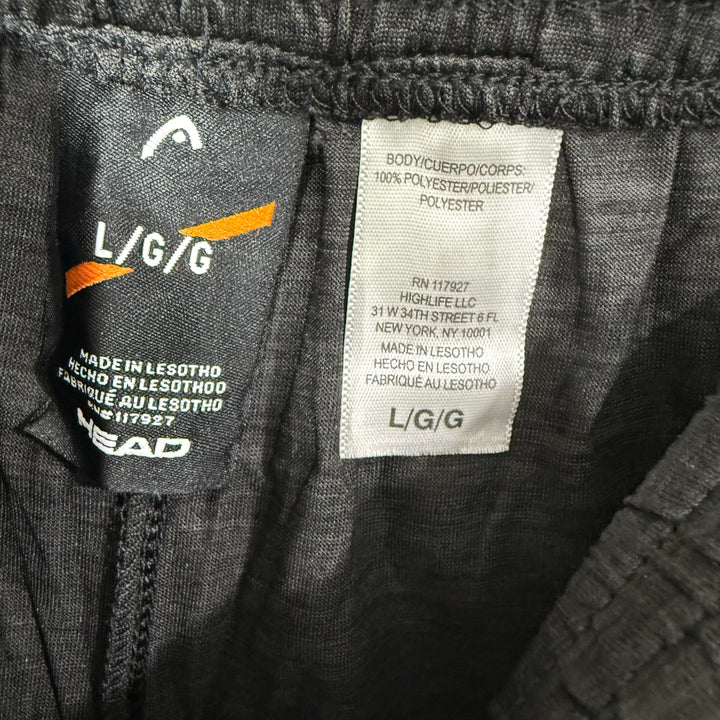 L/G/G
MADE IN LESOTHO
HECHO EN LESOTHOO
FABRIQUÉ AU LESOTHO
RN# 117927
HEAD
BODY/CUERPO/CORPS:
100% POLYESTER/POLIESTER/
POLYESTER
RN 117927
HIGHLIFE LLC
31 W 34TH STREET 6 FL
NEW YORK, NY 10001
MADE IN LESOTHO
HECHO EN LESOTHO
FABRIQUÉ AU LESOTHO
L/G/G